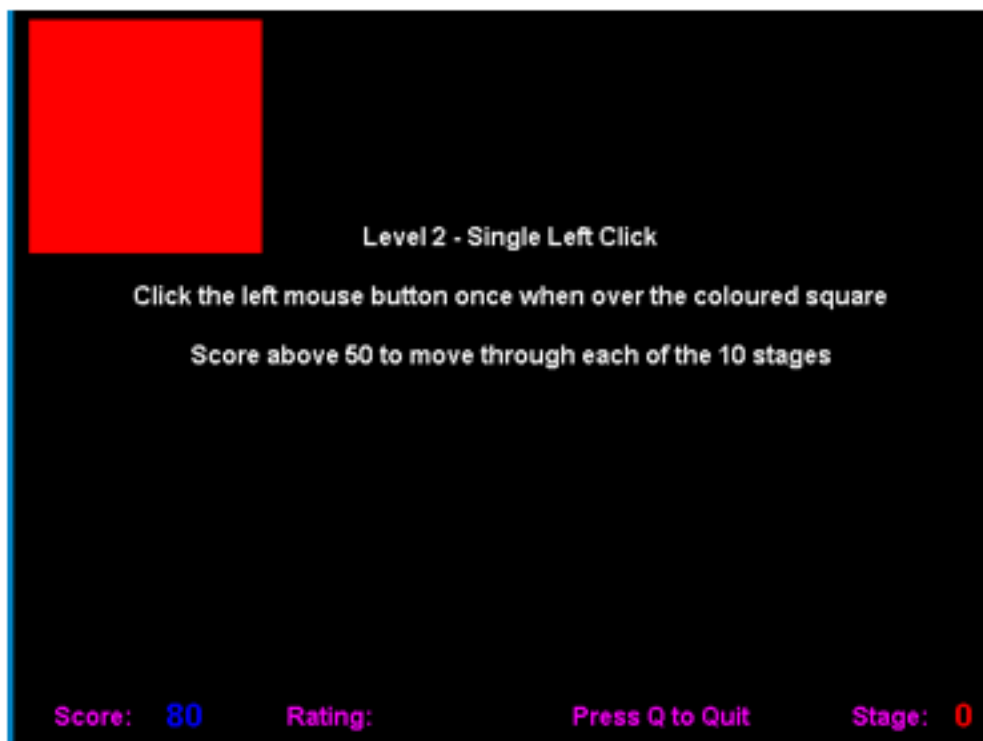 Level 2 - Single Left Click
Click the left mouse button once when over the coloured square
Score above 50 to move through each of the 10 stages
Score: 80 Rating: Press Q to Quit Stage: 0